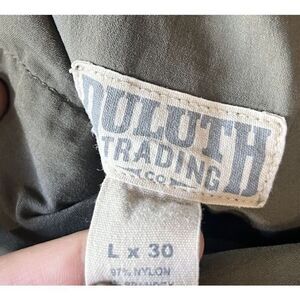 DULUTH
TRADING
CO
L x 30
97% NYLON